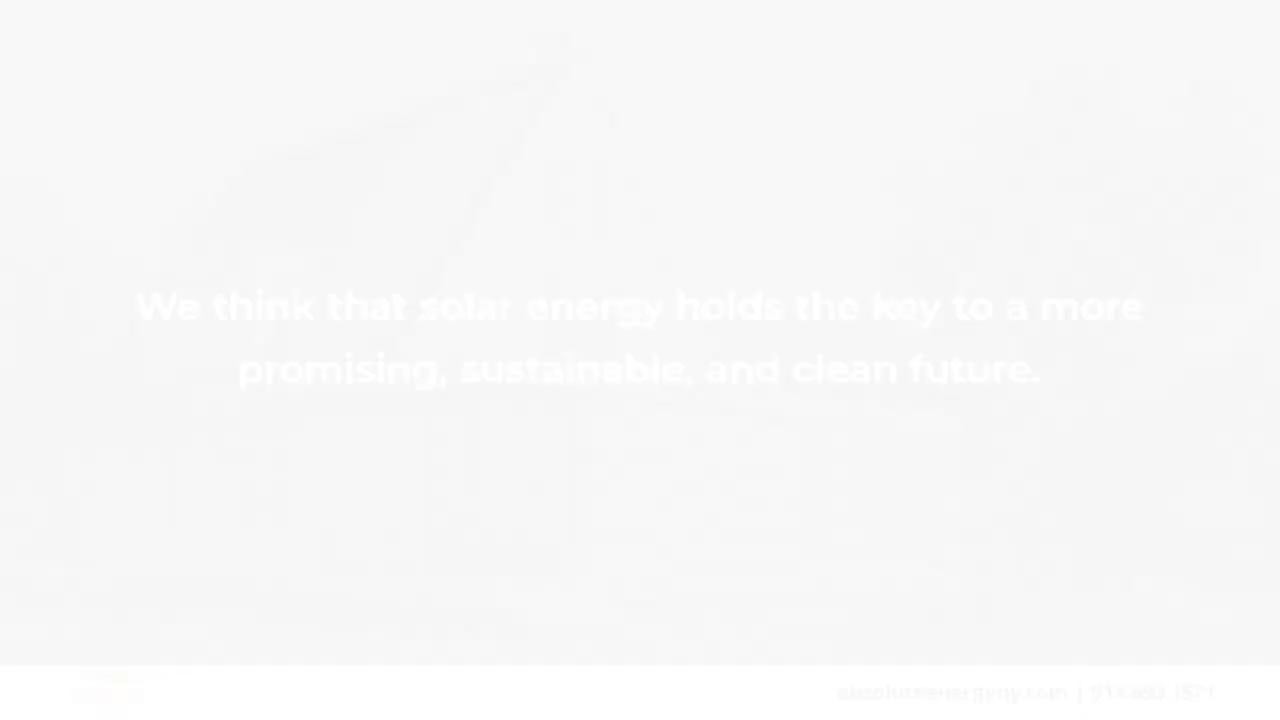 We think that solar energy holds the key to a more
promising, sustainable, and clean future.